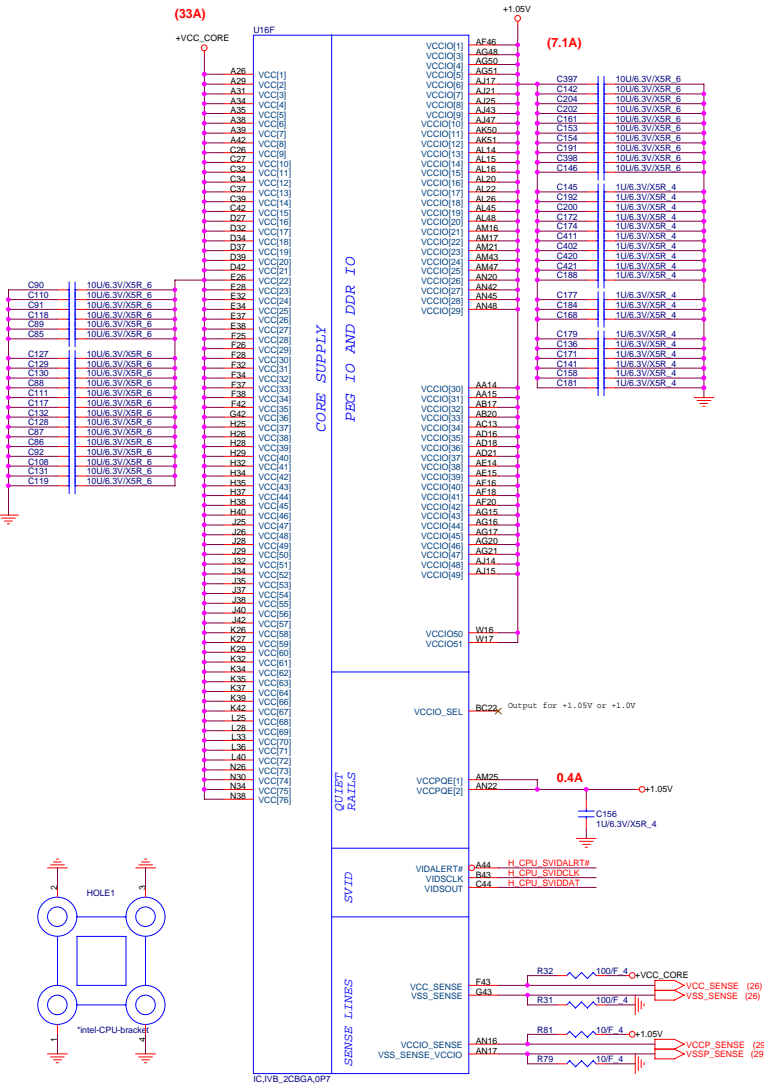 (33A)
+VCC_CORE
U16F
A26 VCC[1]
A29 VCC[2]
A31 VCC[3]
A34 VCC[4]
A35 VCC[5]
A38 VCC[6]
A39 VCC[7]
A42 VCC[8]
C26 VCC[9]
C27 VCC[10]
C32 VCC[11]
C34 VCC[12]
C37 VCC[13]
C39 VCC[14]
C42 VCC[15]
D27 VCC[16]
D32 VCC[17]
D34 VCC[18]
D37 VCC[19]
D39 VCC[20]
D42 VCC[21]
E26 VCC[22]
E28 VCC[23]
E32 VCC[24]
E34 VCC[25]
E37 VCC[26]
E38 VCC[27]
F25 VCC[28]
F26 VCC[29]
F28 VCC[30]
F32 VCC[31]
F34 VCC[32]
F37 VCC[33]
F38 VCC[34]
F42 VCC[35]
G42 VCC[36]
H25 VCC[37]
H26 VCC[38]
H28 VCC[39]
H29 VCC[40]
H32 VCC[41]
H34 VCC[42]
H35 VCC[43]
H37 VCC[44]
H38 VCC[45]
H40 VCC[46]
J25 VCC[47]
J26 VCC[48]
J28 VCC[49]
J29 VCC[50]
J32 VCC[51]
J34 VCC[52]
J35 VCC[53]
J37 VCC[54]
J38 VCC[55]
J40 VCC[56]
J42 VCC[57]
K26 VCC[58]
K27 VCC[59]
K29 VCC[60]
K32 VCC[61]
K34 VCC[62]
K35 VCC[63]
K37 VCC[64]
K39 VCC[66]
K42 VCC[67]
L25 VCC[68]
L28 VCC[69]
L33 VCC[70]
L36 VCC[71]
L40 VCC[72]
N26 VCC[73]
N30 VCC[74]
N34 VCC[75]
N38 VCC[76]
C90 10U/6.3V/X5R_6
C110 10U/6.3V/X5R_6
C91 10U/6.3V/X5R_6
C118 10U/6.3V/X5R_6
C89 10U/6.3V/X5R_6
C85 10U/6.3V/X5R_6
C127 10U/6.3V/X5R_6
C129 10U/6.3V/X5R_6
C130 10U/6.3V/X5R_6
C88 10U/6.3V/X5R_6
C111 10U/6.3V/X5R_6
C117 10U/6.3V/X5R_6
C132 10U/6.3V/X5R_6
C128 10U/6.3V/X5R_6
C87 10U/6.3V/X5R_6
C86 10U/6.3V/X5R_6
C92 10U/6.3V/X5R_6
C108 10U/6.3V/X5R_6
C131 10U/6.3V/X5R_6
C119 10U/6.3V/X5R_6
CORE SUPPLY
PEG IO AND DDR IO
+1.05V
(7.1A)
VCCIO[1] AF46
VCCIO[3] AG48
VCCIO[4] AG50
VCCIO[5] AG51
VCCIO[6] AJ17
VCCIO[7] AJ21
VCCIO[8] AJ25
VCCIO[9] AJ43
VCCIO[10] AJ47
VCCIO[11] AK50
VCCIO[12] AK51
VCCIO[13] AL14
VCCIO[14] AL15
VCCIO[15] AL16
VCCIO[16] AL20
VCCIO[17] AL22
VCCIO[18] AL26
VCCIO[19] AL45
VCCIO[20] AL48
VCCIO[21] AM16
VCCIO[22] AM17
VCCIO[23] AM21
VCCIO[24] AM43
VCCIO[25] AM47
VCCIO[26] AN20
VCCIO[27] AN42
VCCIO[28] AN45
VCCIO[29] AN48
VCCIO[30] AA14
VCCIO[31] AA15
VCCIO[32] AB17
VCCIO[33] AB20
VCCIO[34] AC13
VCCIO[35] AD16
VCCIO[36] AD18
VCCIO[37] AD21
VCCIO[38] AE14
VCCIO[39] AE15
VCCIO[40] AF16
VCCIO[41] AF18
VCCIO[42] AF20
VCCIO[43] AG15
VCCIO[44] AG16
VCCIO[45] AG17
VCCIO[46] AG20
VCCIO[47] AG21
VCCIO[48] AJ14
VCCIO[49] AJ15
VCCIO50 W16
VCCIO51 W17
C397 10U/6.3V/X5R_6
C142 10U/6.3V/X5R_6
C204 10U/6.3V/X5R_6
C202 10U/6.3V/X5R_6
C161 10U/6.3V/X5R_6
C153 10U/6.3V/X5R_6
C154 10U/6.3V/X5R_6
C191 10U/6.3V/X5R_6
C398 10U/6.3V/X5R_6
C146 10U/6.3V/X5R_6
C145 1U/6.3V/X5R_4
C192 1U/6.3V/X5R_4
C200 1U/6.3V/X5R_4
C172 1U/6.3V/X5R_4
C174 1U/6.3V/X5R_4
C411 1U/6.3V/X5R_4
C402 1U/6.3V/X5R_4
C420 1U/6.3V/X5R_4
C421 1U/6.3V/X5R_4
C188 1U/6.3V/X5R_4
C177 1U/6.3V/X5R_4
C184 1U/6.3V/X5R_4
C168 1U/6.3V/X5R_4
C179 1U/6.3V/X5R_4
C136 1U/6.3V/X5R_4
C171 1U/6.3V/X5R_4
C141 1U/6.3V/X5R_4
C158 1U/6.3V/X5R_4
C181 1U/6.3V/X5R_4
VCCIO_SEL BC22 Output for +1.05V or +1.0V
QUIET RAILS
0.4A
VCCPQE[1] AM25
VCCPQE[2] AN22
+1.05V
C156
1U/6.3V/X5R_4
SVID
VIDALERT# A44 H_CPU_SVIDALRT#
VIDSCLK B43 H_CPU_SVIDCLK
VIDSOUT C44 H_CPU_SVIDDAT
SENSE LINES
R32 100/F_4 +VCC_CORE
VCC_SENSE F43 VCC_SENSE (26)
VSS_SENSE G43 VSS_SENSE (26)
R31 100/F_4
R81 10/F_4 +1.05V
VCCIO_SENSE AN16 VCCP_SENSE (29
VSS_SENSE_VCCIO AN17 VSSP_SENSE (29
R79 10/F_4
HOLE1
2 3
1 4
*intel-CPU-bracket
IC,IVB_2CBGA,0P7